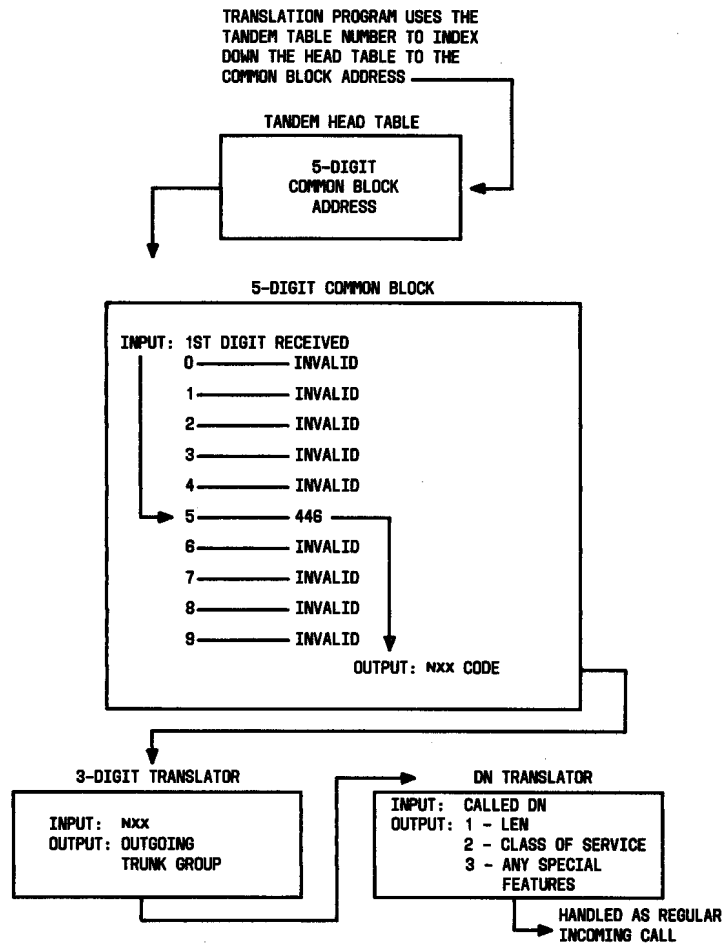 TRANSLATION PROGRAM USES THE
TANDEM TABLE NUMBER TO INDEX
DOWN THE HEAD TABLE TO THE
COMMON BLOCK ADDRESS
TANDEM HEAD TABLE
5-DIGIT
COMMON BLOCK
ADDRESS
5-DIGIT COMMON BLOCK
INPUT: 1ST DIGIT RECEIVED
0 INVALID
1 INVALID
2 INVALID
3 INVALID
4 INVALID
5 446
6 INVALID
7 INVALID
8 INVALID
9 INVALID
OUTPUT: NXX CODE
3-DIGIT TRANSLATOR
INPUT: NXX
OUTPUT: OUTGOING
TRUNK GROUP
DN TRANSLATOR
INPUT: CALLED DN
OUTPUT: 1 - LEN
2 - CLASS OF SERVICE
3 - ANY SPECIAL
FEATURES
HANDLED AS REGULAR
INCOMING CALL